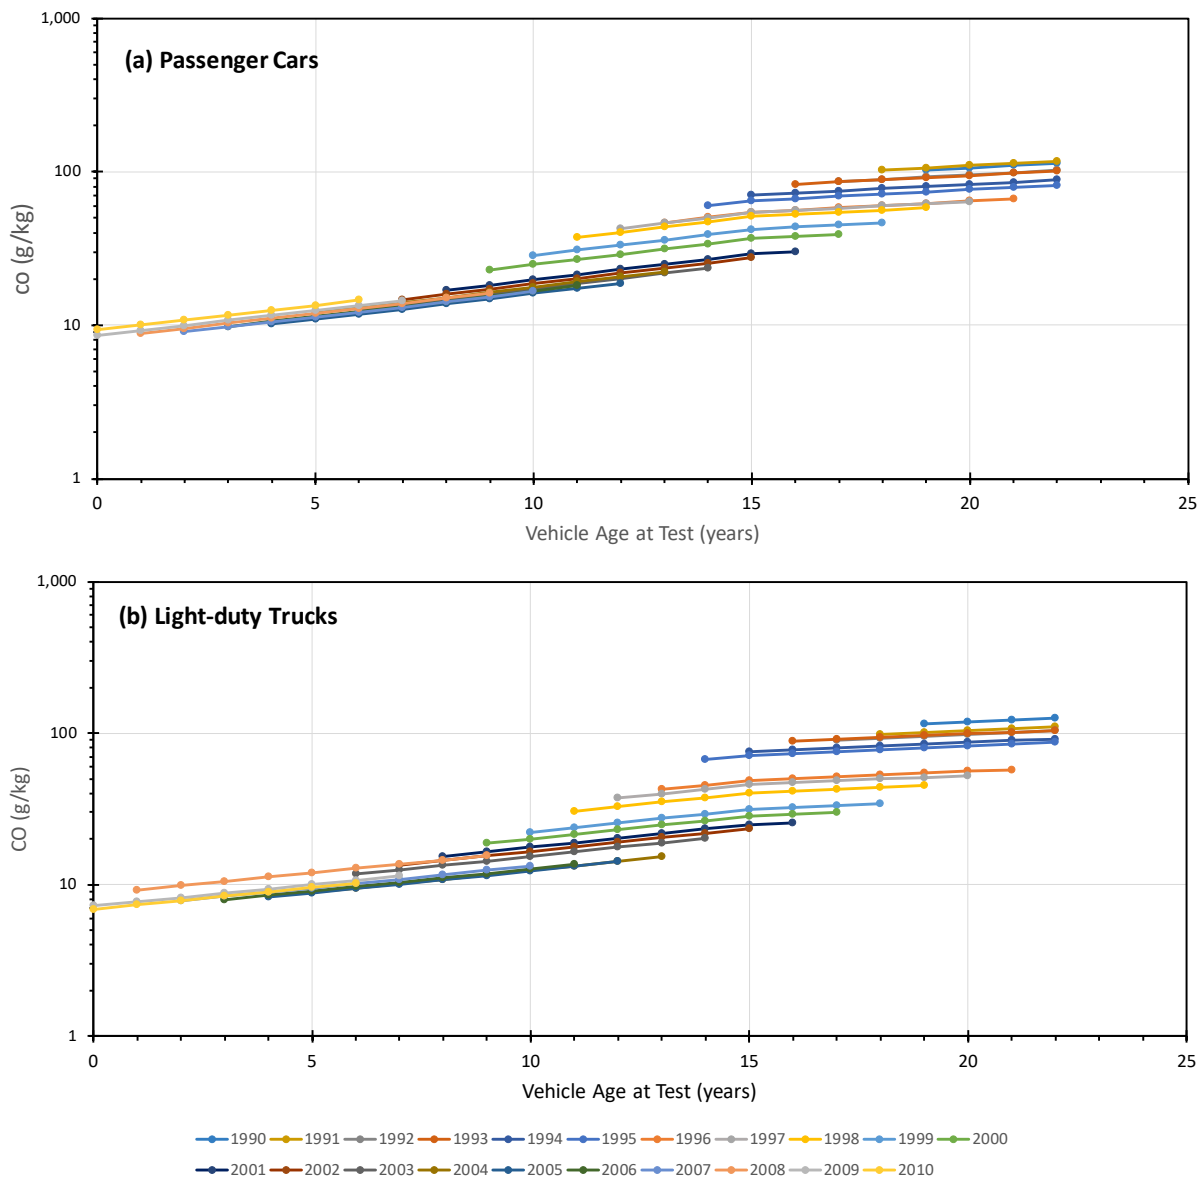 (a) Passenger Cars
1,000
100
10
1
co (g/kg)
0 5 10 15 20 25
Vehicle Age at Test (years)
(b) Light-duty Trucks
1,000
100
10
1
CO (g/kg)
0 5 10 15 20 25
Vehicle Age at Test (years)
1990 1991 1992 1993 1994 1995 1996 1997 1998 1999 2000
2001 2002 2003 2004 2005 2006 2007 2008 2009 2010